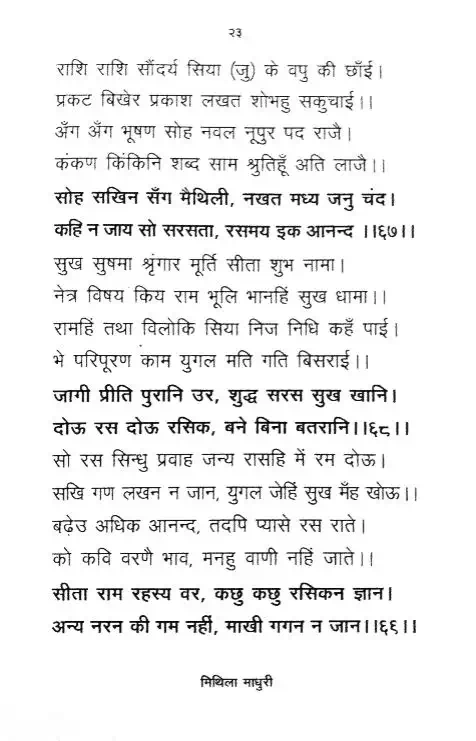 २३
राशि राशि सौंदर्य सिया (जु) के वपु की छाँई।
प्रकट बिखेर प्रकाश लखत शोभहु सकुचाई।।
अँग अँग भूषण सोह नवल नूपुर पद राजै।
कंकण किंकिनि शब्द साम श्रुतिहूँ अति लाजै।।
सोह सखिन सँग मैथिली, नखत मध्य जनु चंद।
कहि न जाय सो सरसता, रसमय इक आनन्द ।।६७।।
सुख सुषमा श्रृंगार मूर्ति सीता शुभ नामा।
नेत्र विषय किय राम भूलि भानहिं सुख धामा।।
रामहिं तथा विलोकि सिया निज निधि कहँ पाई।
भे परिपूरण काम युगल मति गति बिसराई।।
जागी प्रीति पुरानि उर, शुद्ध सरस सुख खानि।
दोऊ रस दोऊ रसिक, बने बिना बतरानि।।६८।।
सो रस सिन्धु प्रवाह जन्य रासहि में रम दोऊ।
सखि गण लखन न जान, युगल जेहिं सुख मँह खोऊ।।
बढ़ेउ अधिक आनन्द, तदपि प्यासे रस राते।
को कवि वरणै भाव, मनहु वाणी नहिं जाते।।
सीता राम रहस्य वर, कछु कछु रसिकन ज्ञान।
अन्य नरन की गम नहीं, माखी गगन न जान।।६९।।
मिथिला माधुरी